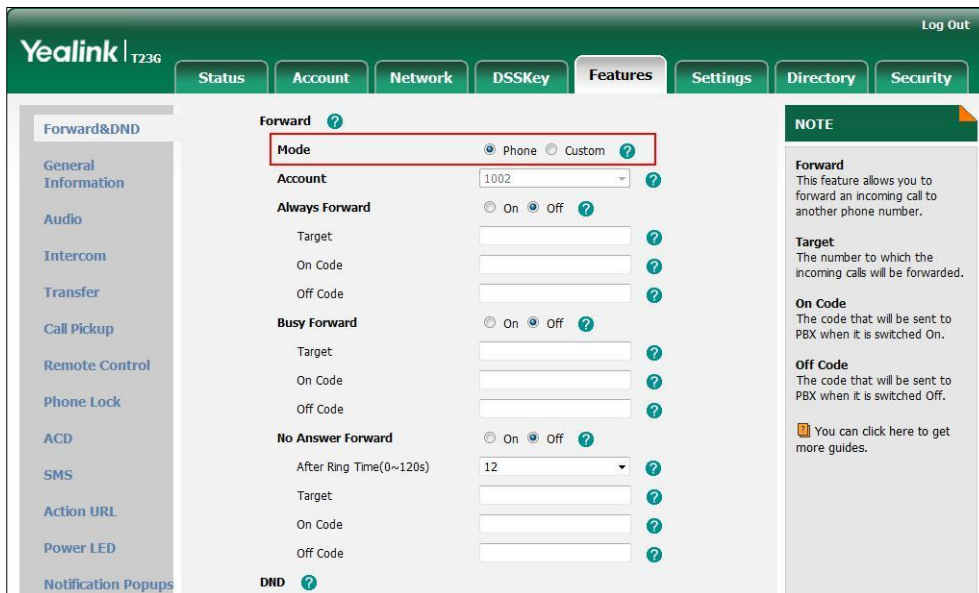 Log Out
Yealink | T23G
Status Account Network DSSKey Features Settings Directory Security
Forward&DND
General
Information
Audio
Intercom
Transfer
Call Pickup
Remote Control
Phone Lock
ACD
SMS
Action URL
Power LED
Notification Popups
Forward ?
Mode Phone Custom ?
Account 1002 ?
Always Forward On Off ?
Target ?
On Code ?
Off Code ?
Busy Forward On Off ?
Target ?
On Code ?
Off Code ?
No Answer Forward On Off ?
After Ring Time(0~120s) 12 ?
Target ?
On Code ?
Off Code ?
DND ?
NOTE
Forward
This feature allows you to
forward an incoming call to
another phone number.
Target
The number to which the
incoming calls will be forwarded.
On Code
The code that will be sent to
PBX when it is switched On.
Off Code
The code that will be sent to
PBX when it is switched Off.
? You can click here to get
more guides.